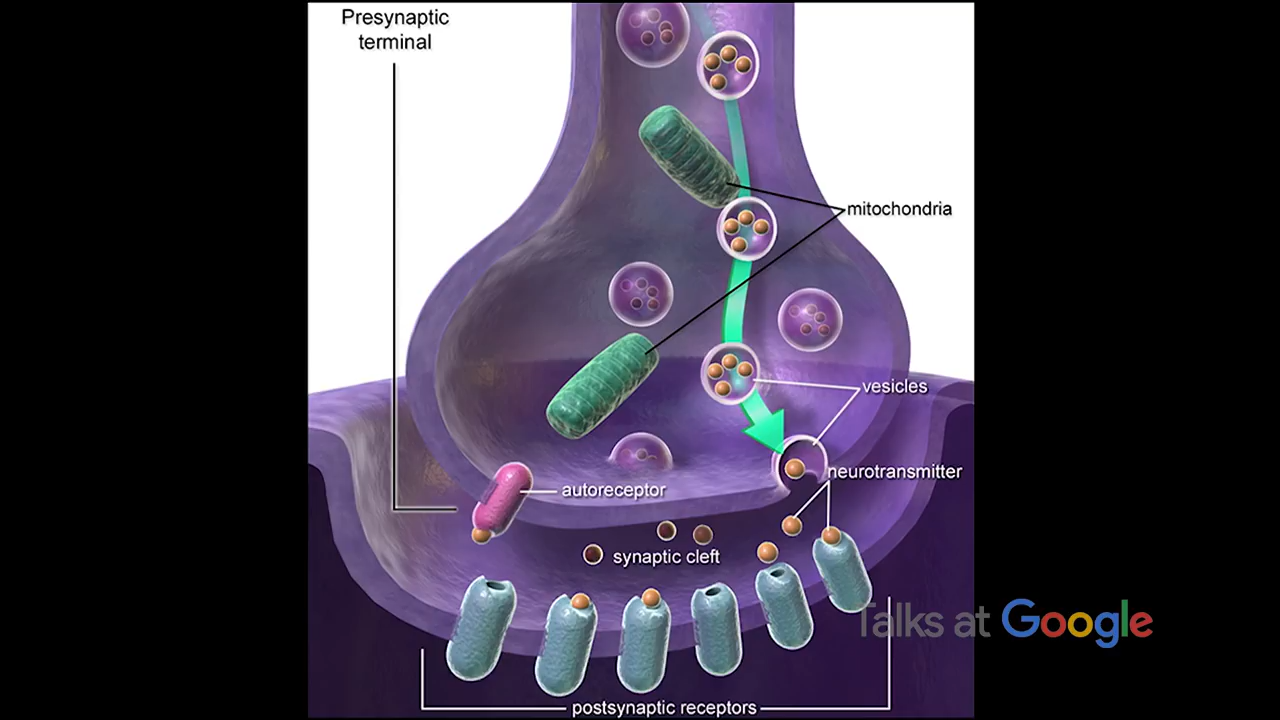 Presynaptic
terminal
mitochondria
vesicles
neurotransmitter
autoreceptor
synaptic cleft
Talks at Google
postsynaptic receptors